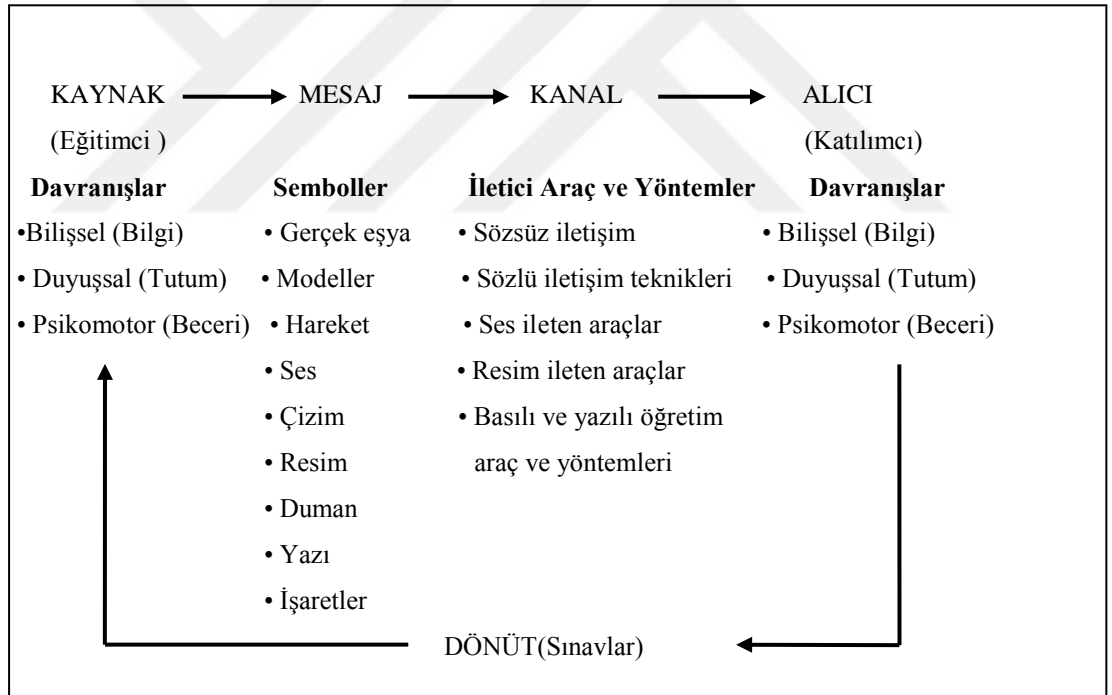 KAYNAK MESAJ KANAL ALICI
(Eğitimci ) (Katılımcı)
Davranışlar Semboller İletici Araç ve Yöntemler Davranışlar
•Bilişsel (Bilgi) • Gerçek eşya • Sözsüz iletişim • Bilişsel (Bilgi)
• Duyuşsal (Tutum) • Modeller • Sözlü iletişim teknikleri • Duyuşsal (Tutum)
• Psikomotor (Beceri) • Hareket • Ses ileten araçlar • Psikomotor (Beceri)
• Ses • Resim ileten araçlar
• Çizim • Basılı ve yazılı öğretim
• Resim araç ve yöntemleri
• Duman
• Yazı
• İşaretler
DÖNÜT(Sınavlar)